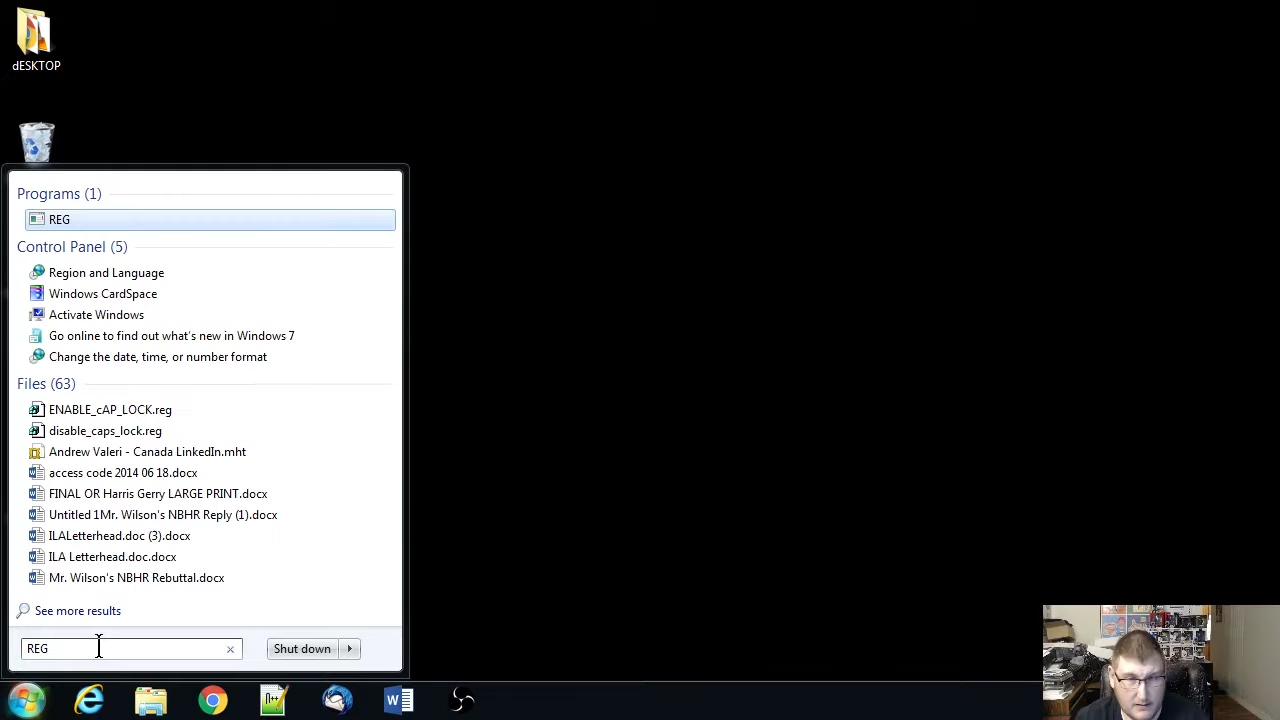 dESKTOP
Programs (1)
REG
Control Panel (5)
Region and Language
Windows CardSpace
Activate Windows
Go online to find out what's new in Windows 7
Change the date, time, or number format
Files (63)
ENABLE_cAP_LOCK.reg
disable_caps_lock.reg
Andrew Valeri - Canada LinkedIn.mht
access code 2014 06 18.docx
FINAL OR Harris Gerry LARGE PRINT.docx
Untitled 1Mr. Wilson's NBHR Reply (1).docx
ILALetterhead.doc (3).docx
ILA Letterhead.doc.docx
Mr. Wilson's NBHR Rebuttal.docx
See more results
REG
Shut down